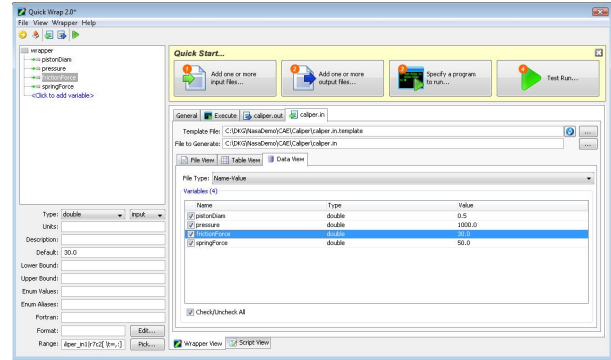 Quick Wrap 2.0*
File View Wrapper Help
wrapper
pistonDiam
pressure
frictionForce
springForce
<Click to add variable>
Quick Start...
1
Add one or more
input files...
2
Add one or more
output files...
3
Specify a program
to run...
4
Test Run...
General Execute caliper.out caliper.in
Template File: C:\DKG\NasaDemo\CAE\Caliper\caliper.in.template
File to Generate: C:\DKG\NasaDemo\CAE\Caliper\caliper.in
File View Table View Data View
File Type: Name-Value
Variables (4)
Name Type Value
pistonDiam double 0.5
pressure double 1000.0
frictionForce double 30.0
springForce double 50.0
Check/Uncheck All
Type: double input
Units:
Description:
Default: 30.0
Lower Bound:
Upper Bound:
Enum Values:
Enum Aliases:
Fortran:
Format: Edit...
Range: Pick...
Wrapper View Script View